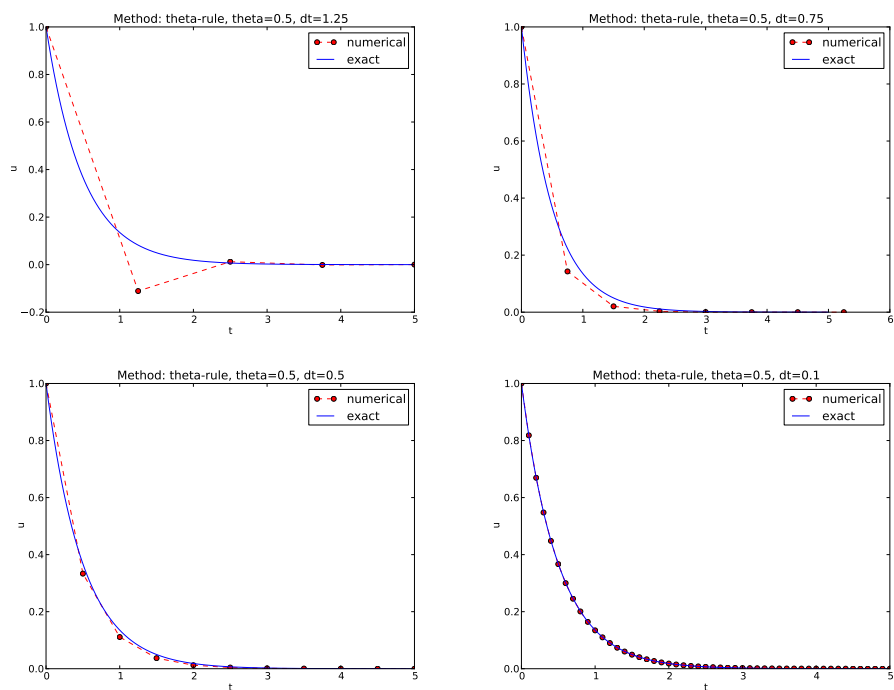 Method: theta-rule, theta=0.5, dt=1.25
numerical
exact
1.0
0.8
0.6
0.4
0.2
0.0
−0.2
u
0 1 2 3 4 5
t
Method: theta-rule, theta=0.5, dt=0.75
numerical
exact
1.0
0.8
0.6
0.4
0.2
0.0
u
0 1 2 3 4 5 6
t
Method: theta-rule, theta=0.5, dt=0.5
numerical
exact
1.0
0.8
0.6
0.4
0.2
0.0
u
0 1 2 3 4 5
t
Method: theta-rule, theta=0.5, dt=0.1
numerical
exact
1.0
0.8
0.6
0.4
0.2
0.0
u
0 1 2 3 4 5
t